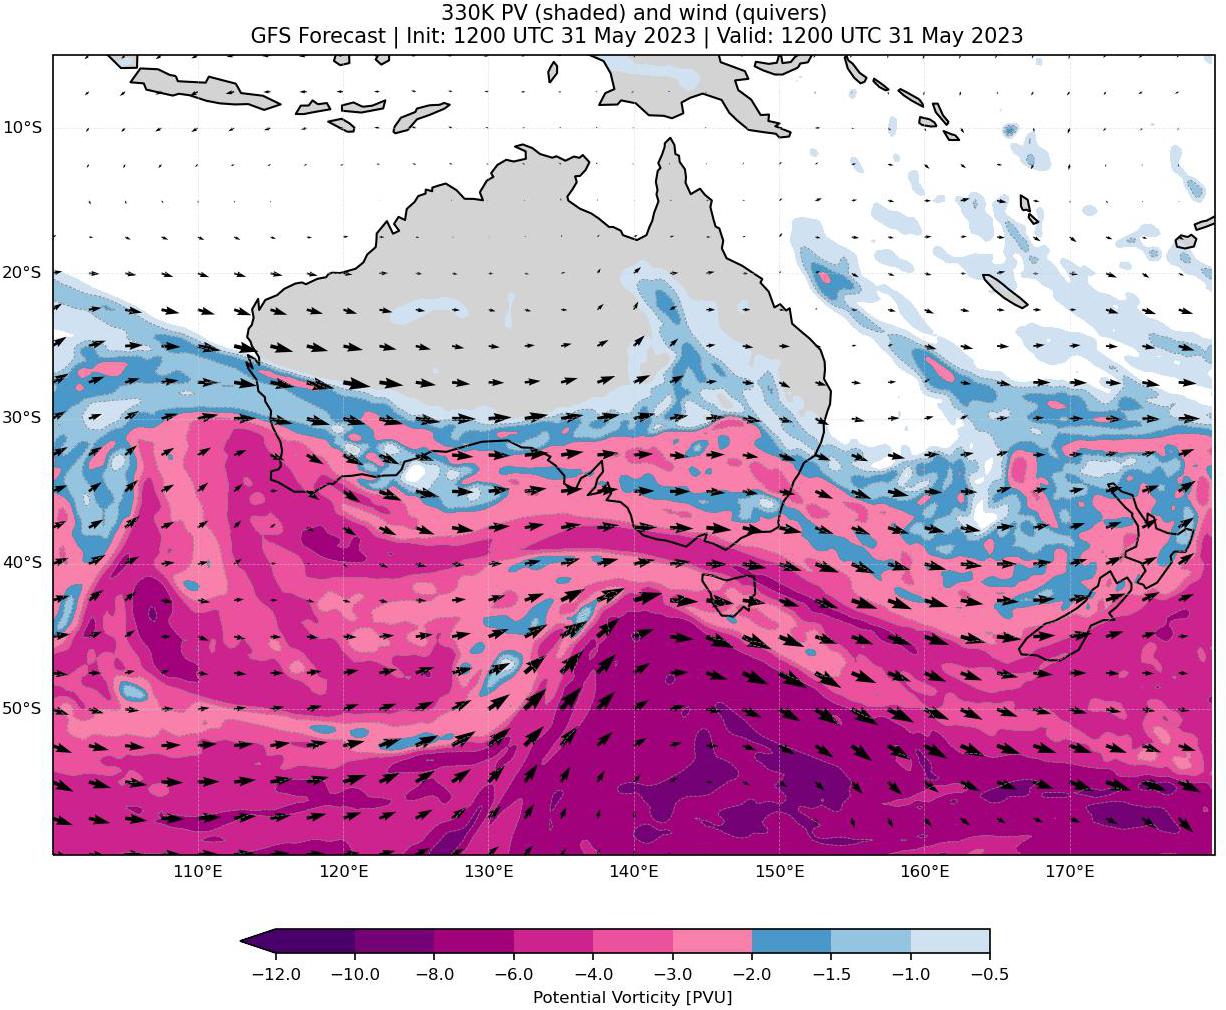 330K PV (shaded) and wind (quivers)
GFS Forecast | Init: 1200 UTC 31 May 2023 | Valid: 1200 UTC 31 May 2023
10°S
20°S
30°S
40°S
50°S
110°E 120°E 130°E 140°E 150°E 160°E 170°E
−12.0 −10.0 −8.0 −6.0 −4.0 −3.0 −2.0 −1.5 −1.0 −0.5
Potential Vorticity [PVU]